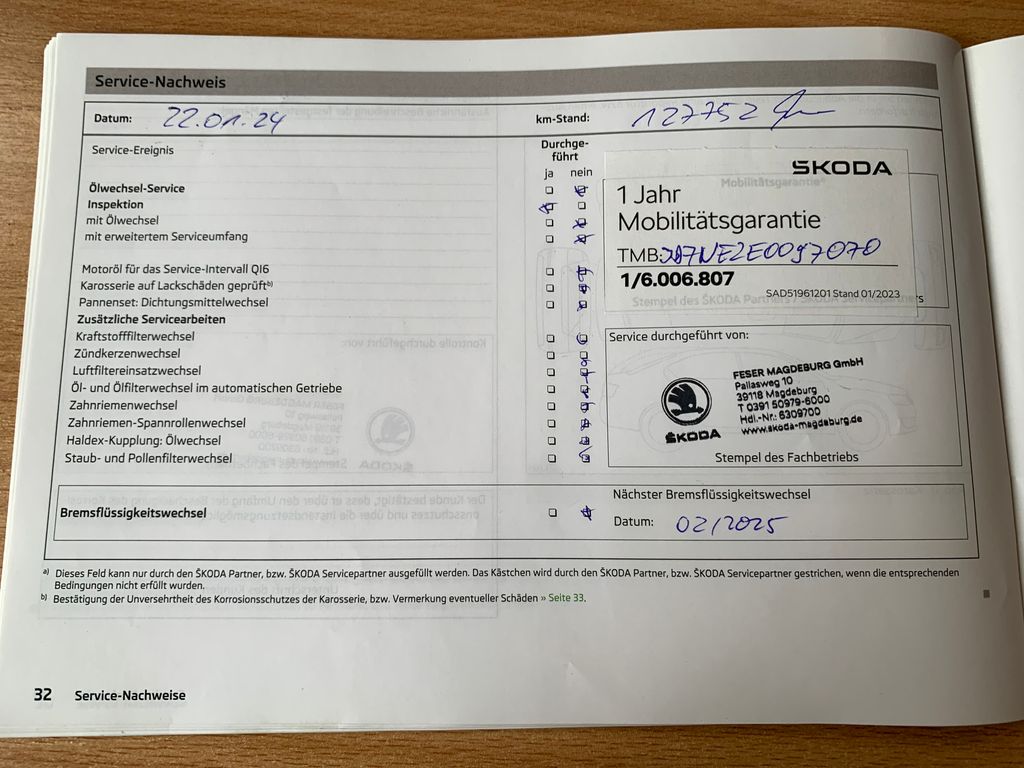 Service-Nachweis
Datum: 22.01.24 km-Stand: 127752
Service-Ereignis
Durchge-
führt
ja nein
Ölwechsel-Service
Inspektion
mit Ölwechsel
mit erweitertem Serviceumfang
Motoröl für das Service-Intervall QI6
Karosserie auf Lackschäden geprüft b)
Pannenset: Dichtungsmittelwechsel
Zusätzliche Servicearbeiten
Kraftstofffilterwechsel
Zündkerzenwechsel
Luftfiltereinsatzwechsel
Öl- und Ölfilterwechsel im automatischen Getriebe
Zahnriemenwechsel
Zahnriemen-Spannrollenwechsel
Haldex-Kupplung: Ölwechsel
Staub- und Pollenfilterwechsel
ŠKODA
1 Jahr
Mobilitätsgarantie
TMB:
1/6.006.807
SAD51961201 Stand 01/2023
Service durchgeführt von:
ŠKODA
FESER MAGDEBURG GmbH
Pallasweg 10
39118 Magdeburg
T 0391 50979-6000
Hdl.-Nr.: 6309700
www.skoda-magdeburg.de
Stempel des Fachbetriebs
Bremsflüssigkeitswechsel
Nächster Bremsflüssigkeitswechsel
Datum: 02/2025
a) Dieses Feld kann nur durch den ŠKODA Partner, bzw. ŠKODA Servicepartner ausgefüllt werden. Das Kästchen wird durch den ŠKODA Partner, bzw. ŠKODA Servicepartner gestrichen, wenn die entsprechenden
Bedingungen nicht erfüllt wurden.
b) Bestätigung der Unversehrtheit des Korrosionsschutzes der Karosserie, bzw. Vermerkung eventueller Schäden » Seite 33.
32 Service-Nachweise